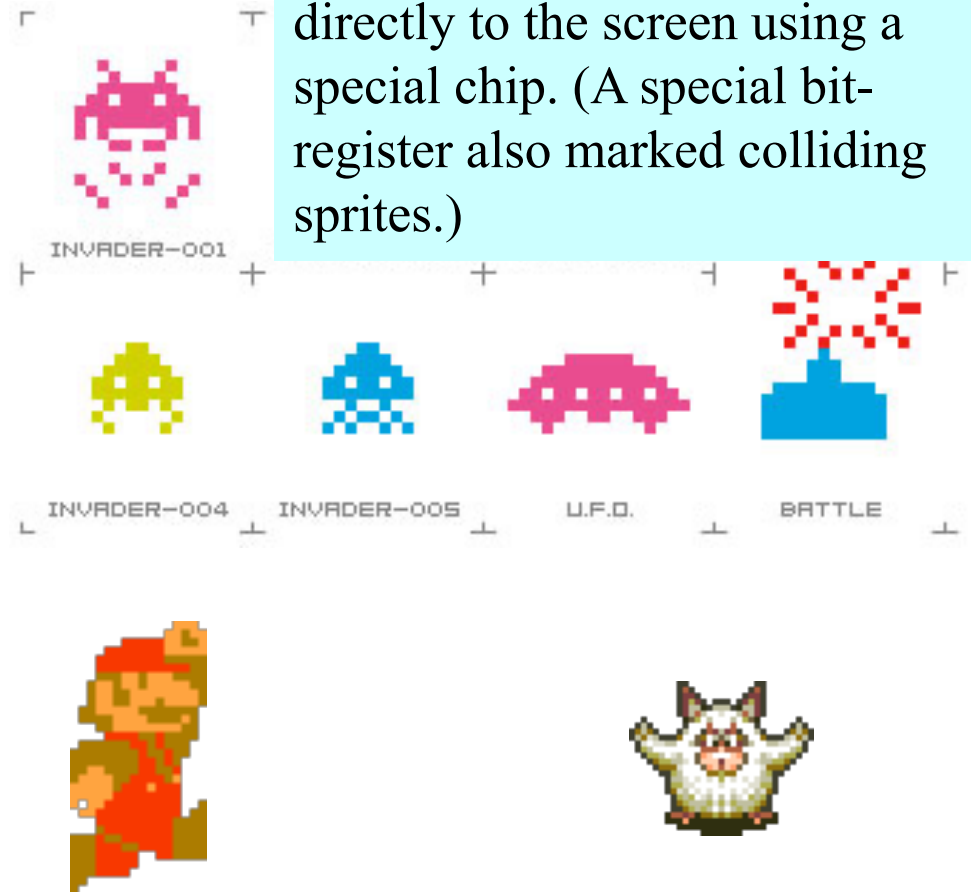 directly to the screen using a
special chip. (A special bit-
register also marked colliding
sprites.)
INVADER-001
INVADER-004 INVADER-005 U.F.O. BATTLE